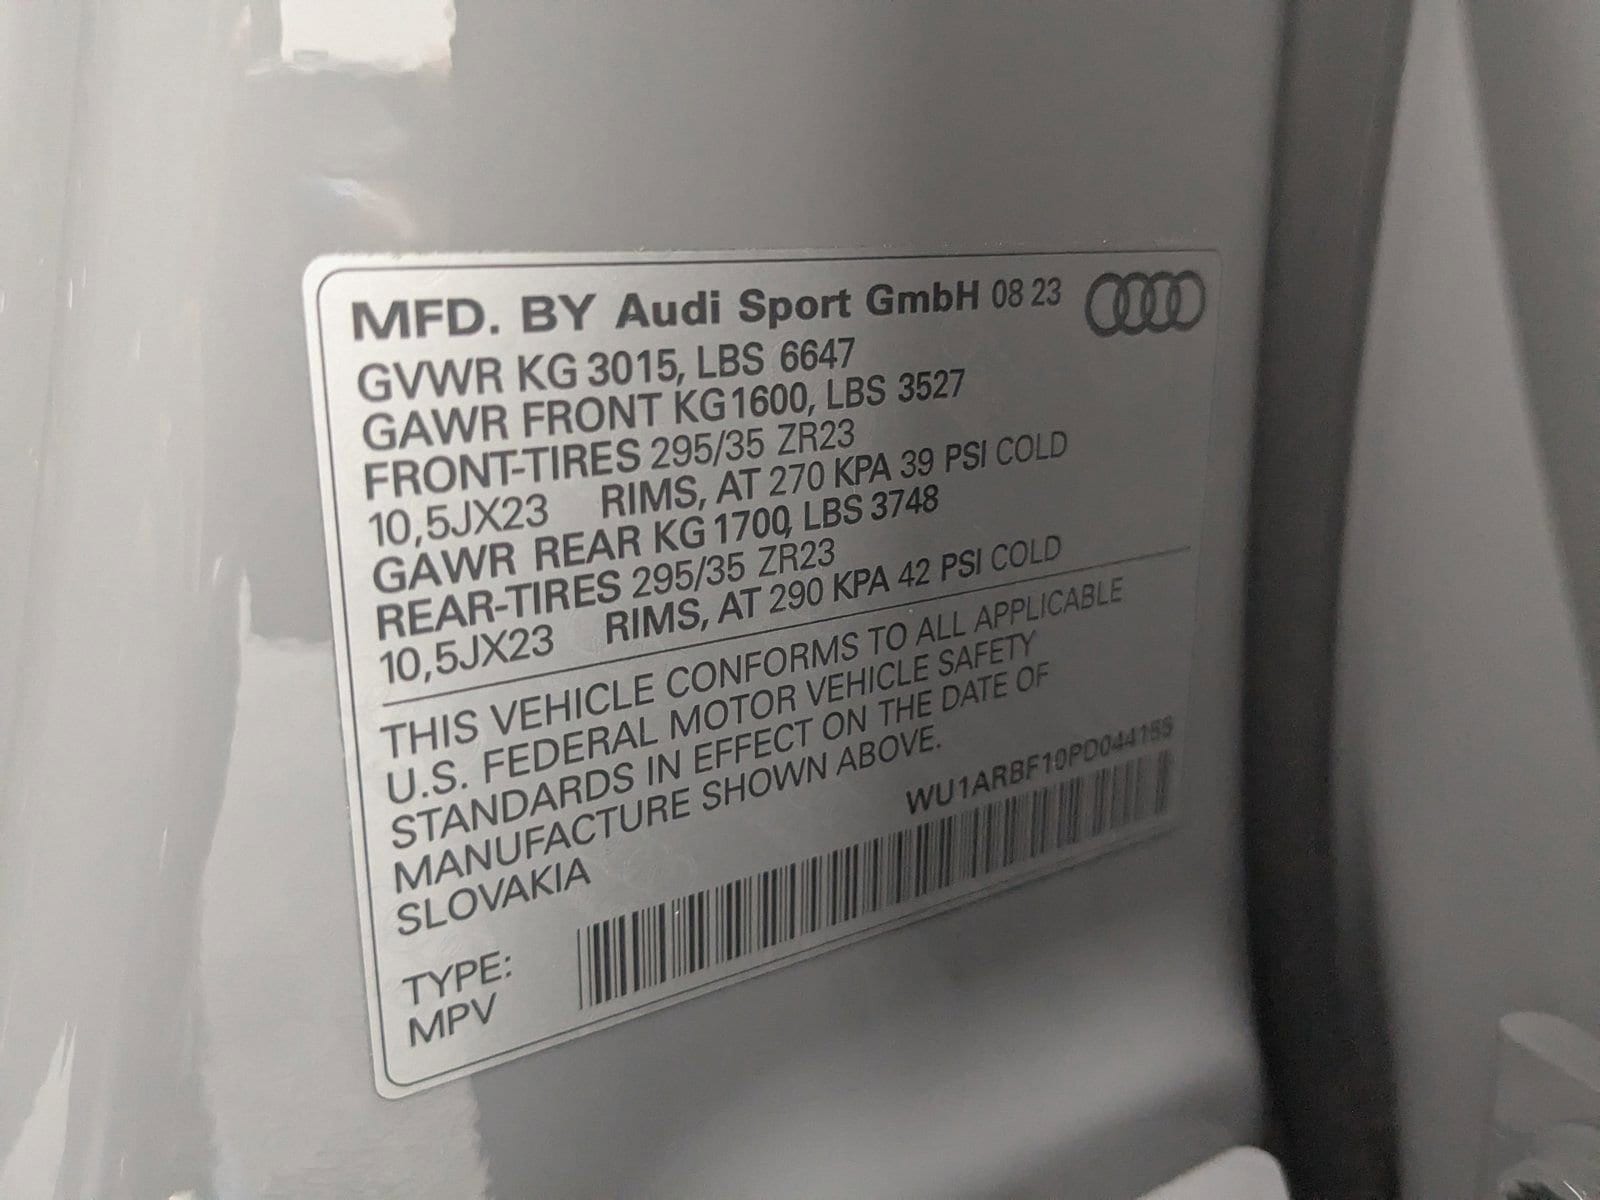 MFD. BY Audi Sport GmbH 08 23
GVWR KG 3015, LBS 6647
GAWR FRONT KG 1600, LBS 3527
FRONT-TIRES 295/35 ZR23
10,5JX23 RIMS, AT 270 KPA 39 PSI COLD
GAWR REAR KG 1700, LBS 3748
REAR-TIRES 295/35 ZR23
10,5JX23 RIMS, AT 290 KPA 42 PSI COLD
THIS VEHICLE CONFORMS TO ALL APPLICABLE
U.S. FEDERAL MOTOR VEHICLE SAFETY
STANDARDS IN EFFECT ON THE DATE OF
MANUFACTURE SHOWN ABOVE.
SLOVAKIA
WU1ARBF10PD044155
TYPE:
MPV